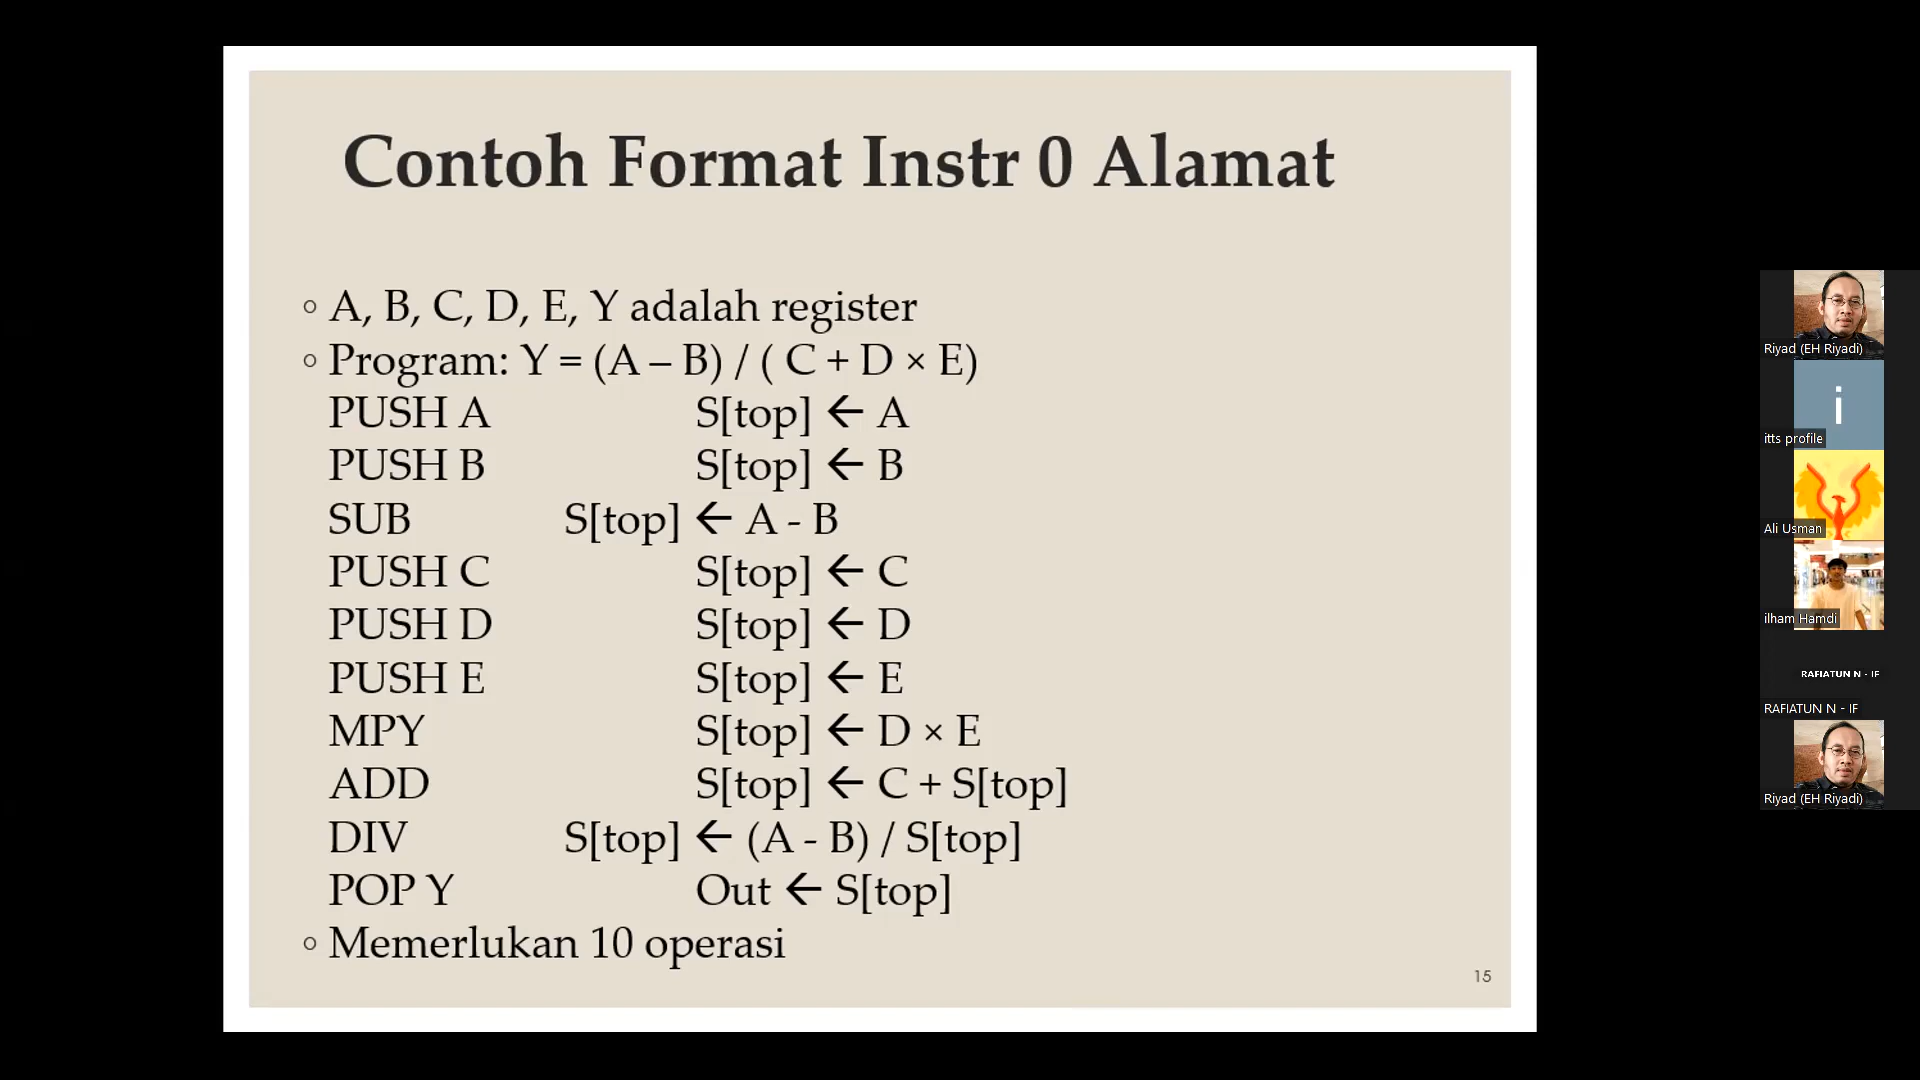 Contoh Format Instr 0 Alamat
◦ A, B, C, D, E, Y adalah register
◦ Program: Y = (A – B) / ( C + D × E)
PUSH A S[top] ← A
PUSH B S[top] ← B
SUB S[top] ← A - B
PUSH C S[top] ← C
PUSH D S[top] ← D
PUSH E S[top] ← E
MPY S[top] ← D × E
ADD S[top] ← C + S[top]
DIV S[top] ← (A - B) / S[top]
POP Y Out ← S[top]
◦ Memerlukan 10 operasi
15
Riyad (EH Riyadi)
i
itts profile
Ali Usman
ilham Hamdi
RAFIATUN N - IF
RAFIATUN N - IF
Riyad (EH Riyadi)